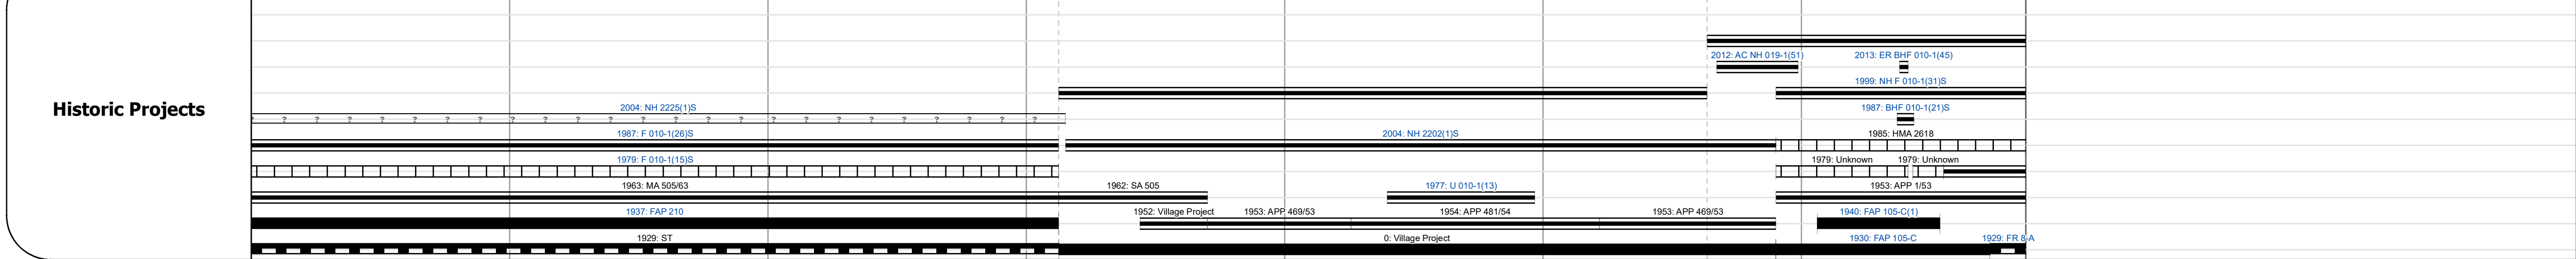 2012: AC NH 019-1(51) 2013: ER BHF 010-1(45)
1999: NH F 010-1(31)S
Historic Projects
2004: NH 2225(1)S 1987: BHF 010-1(21)S
? ? ? ? ? ? ? ? ? ? ? ? ? ? ? ? ? ? ? ? ? ? ? ? ?
1987: F 010-1(26)S 2004: NH 2202(1)S 1985: HMA 2618
1979: F 010-1(15)S 1979: Unknown 1979: Unknown
1963: MA 505/63 1962: SA 505 1977: U 010-1(13) 1953: APP 1/53
1937: FAP 210 1952: Village Project 1953: APP 469/53 1954: APP 481/54 1953: APP 469/53 1940: FAP 105-C(1)
1929: ST 0: Village Project 1930: FAP 105-C 1929: FR 8-A